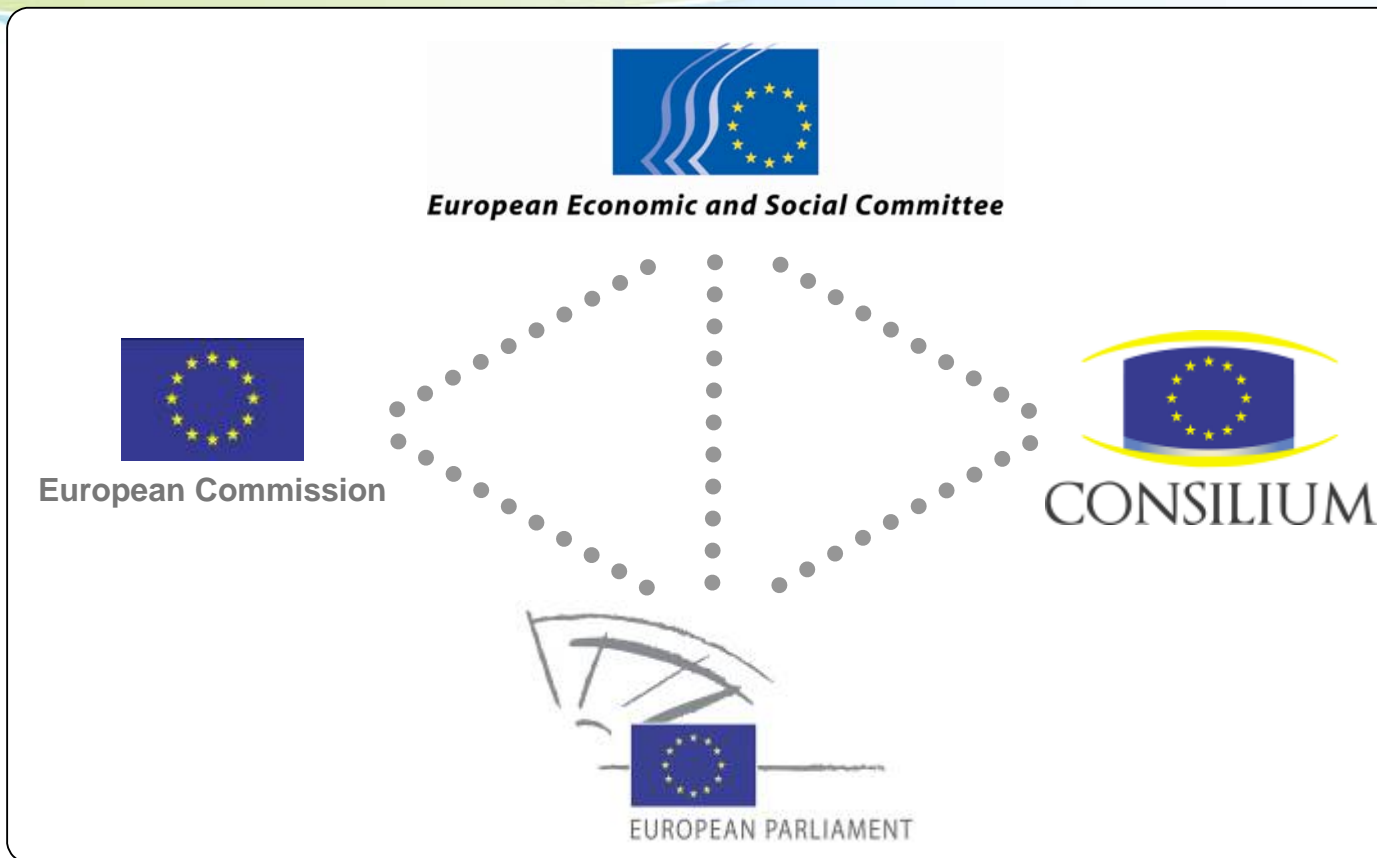 European Economic and Social Committee
European Commission
CONSILIUM
EUROPEAN PARLIAMENT